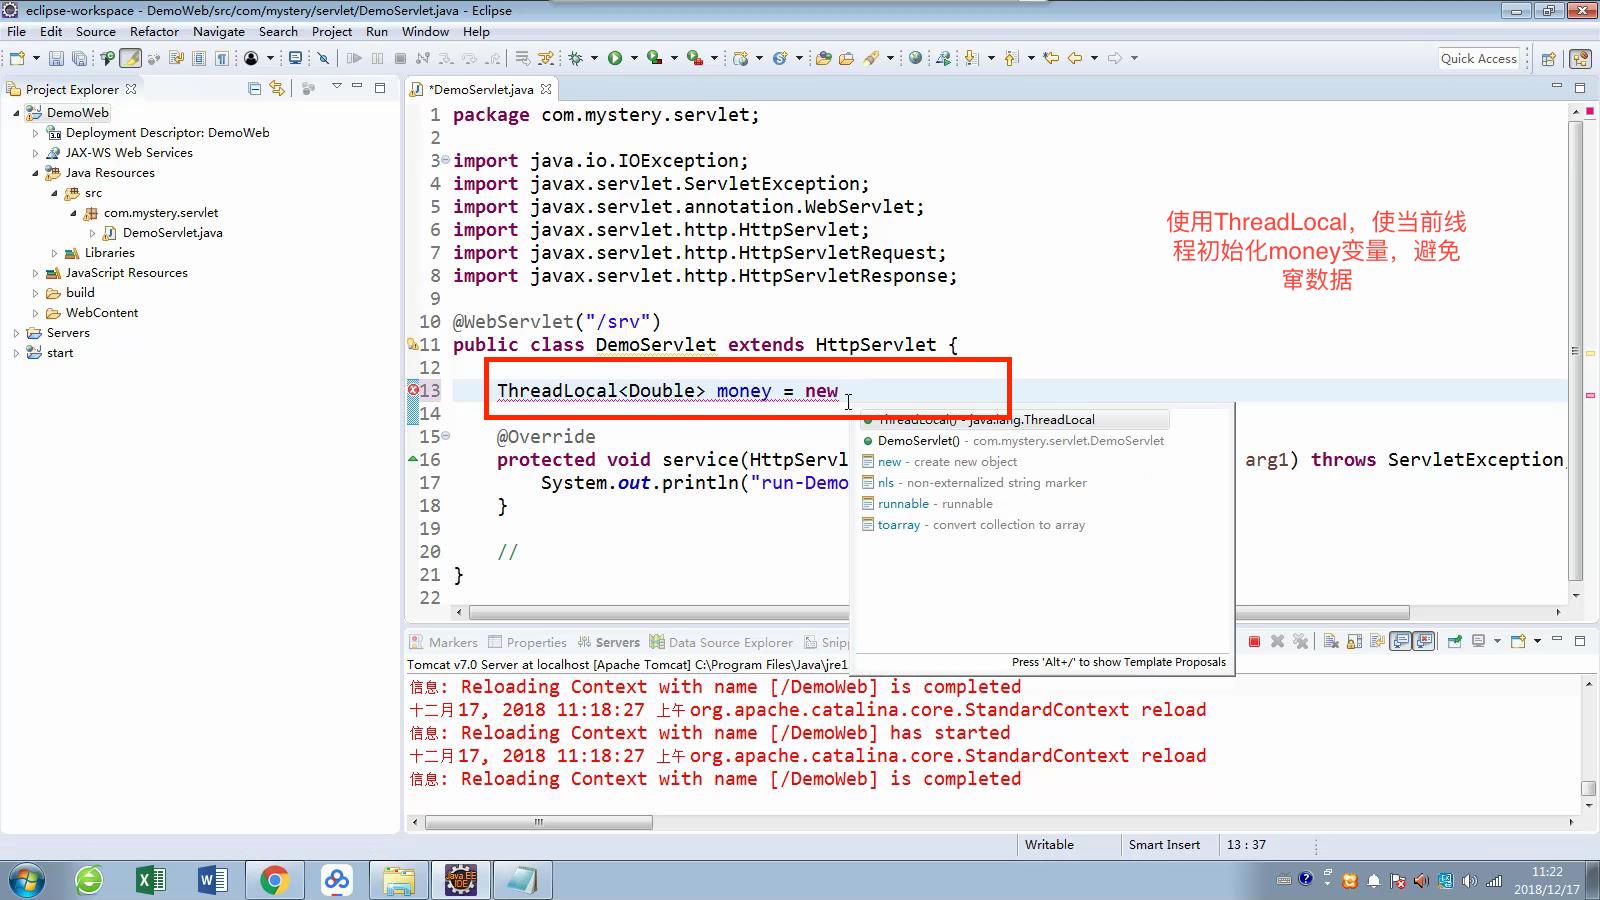 eclipse-workspace - DemoWeb/src/com/mystery/servlet/DemoServlet.java - Eclipse
File Edit Source Refactor Navigate Search Project Run Window Help
Quick Access
Project Explorer
DemoWeb
Deployment Descriptor: DemoWeb
JAX-WS Web Services
Java Resources
src
com.mystery.servlet
DemoServlet.java
Libraries
JavaScript Resources
build
WebContent
Servers
start
*DemoServlet.java
1 package com.mystery.servlet;
2
3 import java.io.IOException;
4 import javax.servlet.ServletException;
5 import javax.servlet.annotation.WebServlet;
6 import javax.servlet.http.HttpServlet;
7 import javax.servlet.http.HttpServletRequest;
8 import javax.servlet.http.HttpServletResponse;
9
10 @WebServlet("/srv")
11 public class DemoServlet extends HttpServlet {
12
13 ThreadLocal<Double> money = new
14
15 @Override
16 protected void service(HttpServl arg1) throws ServletException,
17 System.out.println("run-Demo
18 }
19
20 //
21 }
22
使用ThreadLocal，使当前线
程初始化money变量，避免
窜数据
ThreadLocal() - java.lang.ThreadLocal
DemoServlet() - com.mystery.servlet.DemoServlet
new - create new object
nls - non-externalized string marker
runnable - runnable
toarray - convert collection to array
Press 'Alt+/' to show Template Proposals
Markers Properties Servers Data Source Explorer Snipp
Tomcat v7.0 Server at localhost [Apache Tomcat] C:\Program Files\Java\jre1
信息: Reloading Context with name [/DemoWeb] is completed
十二月 17, 2018 11:18:27 上午 org.apache.catalina.core.StandardContext reload
信息: Reloading Context with name [/DemoWeb] has started
十二月 17, 2018 11:18:27 上午 org.apache.catalina.core.StandardContext reload
信息: Reloading Context with name [/DemoWeb] is completed
Writable Smart Insert 13 : 37
Java EE
IDE
11:22
2018/12/17